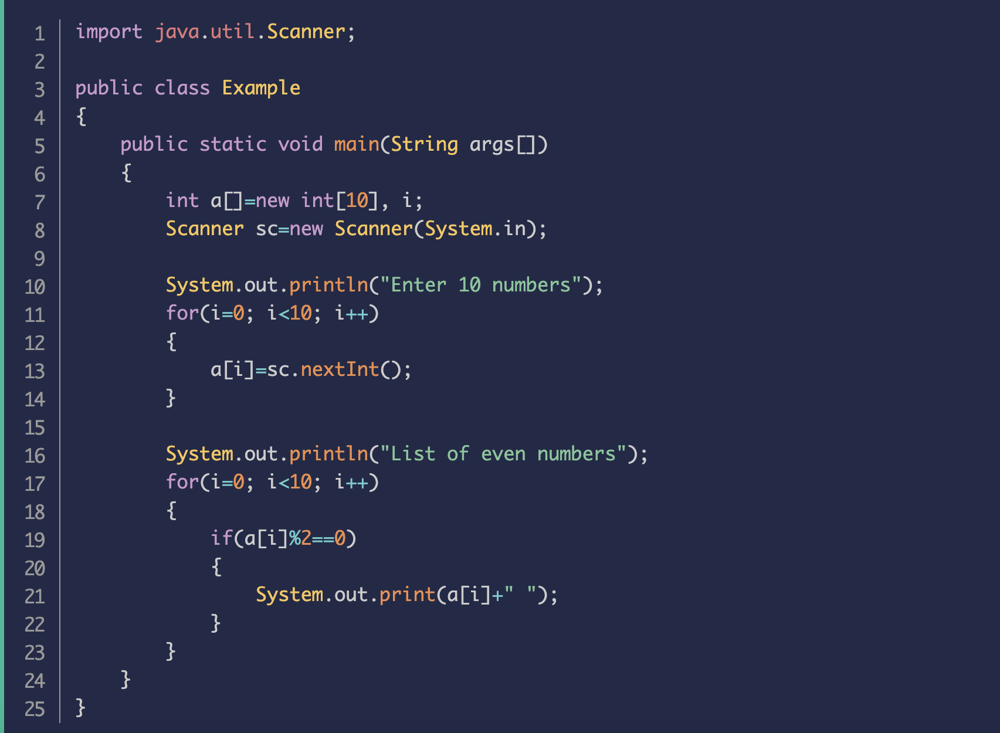 1 import java.util.Scanner;
2
3 public class Example
4 {
5     public static void main(String args[])
6     {
7         int a[]=new int[10], i;
8         Scanner sc=new Scanner(System.in);
9
10         System.out.println("Enter 10 numbers");
11         for(i=0; i<10; i++)
12         {
13             a[i]=sc.nextInt();
14         }
15
16         System.out.println("List of even numbers");
17         for(i=0; i<10; i++)
18         {
19             if(a[i]%2==0)
20             {
21                 System.out.print(a[i]+" ");
22             }
23         }
24     }
25 }